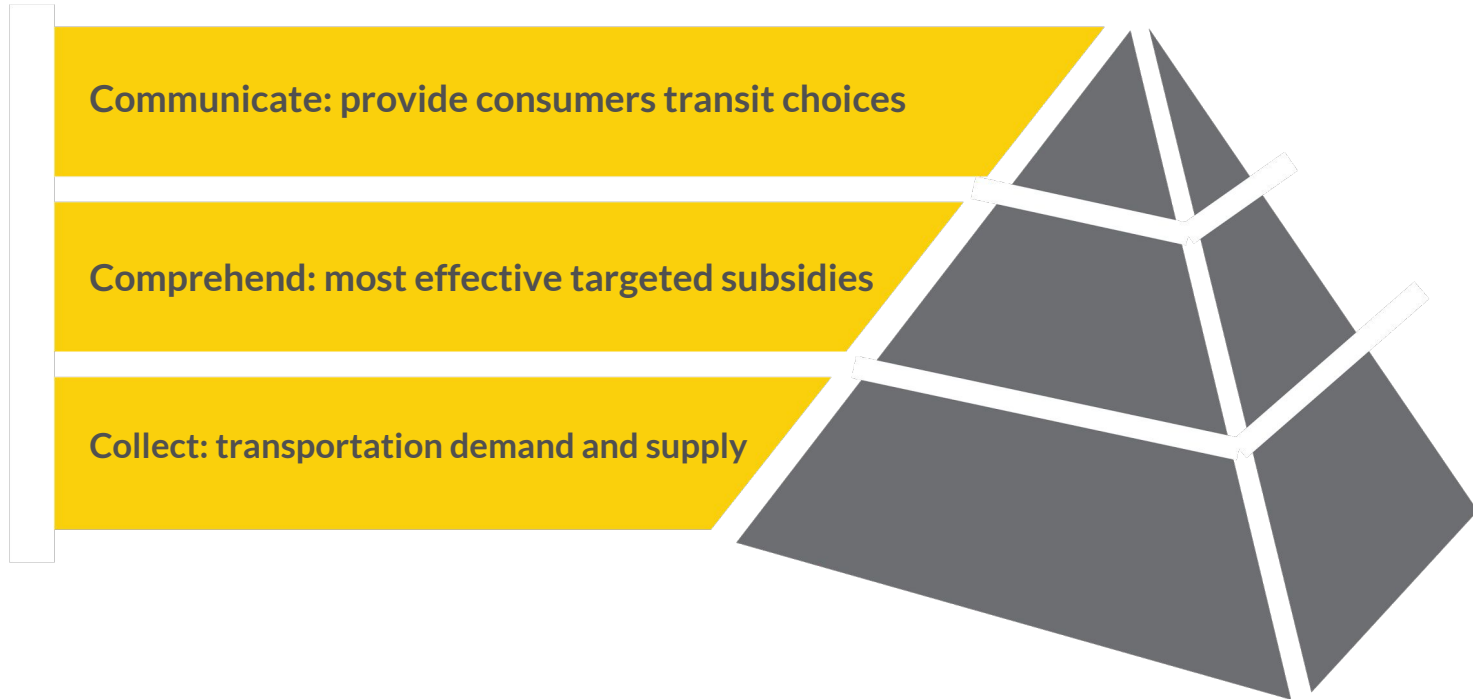 Communicate: provide consumers transit choices
Comprehend: most effective targeted subsidies
Collect: transportation demand and supply